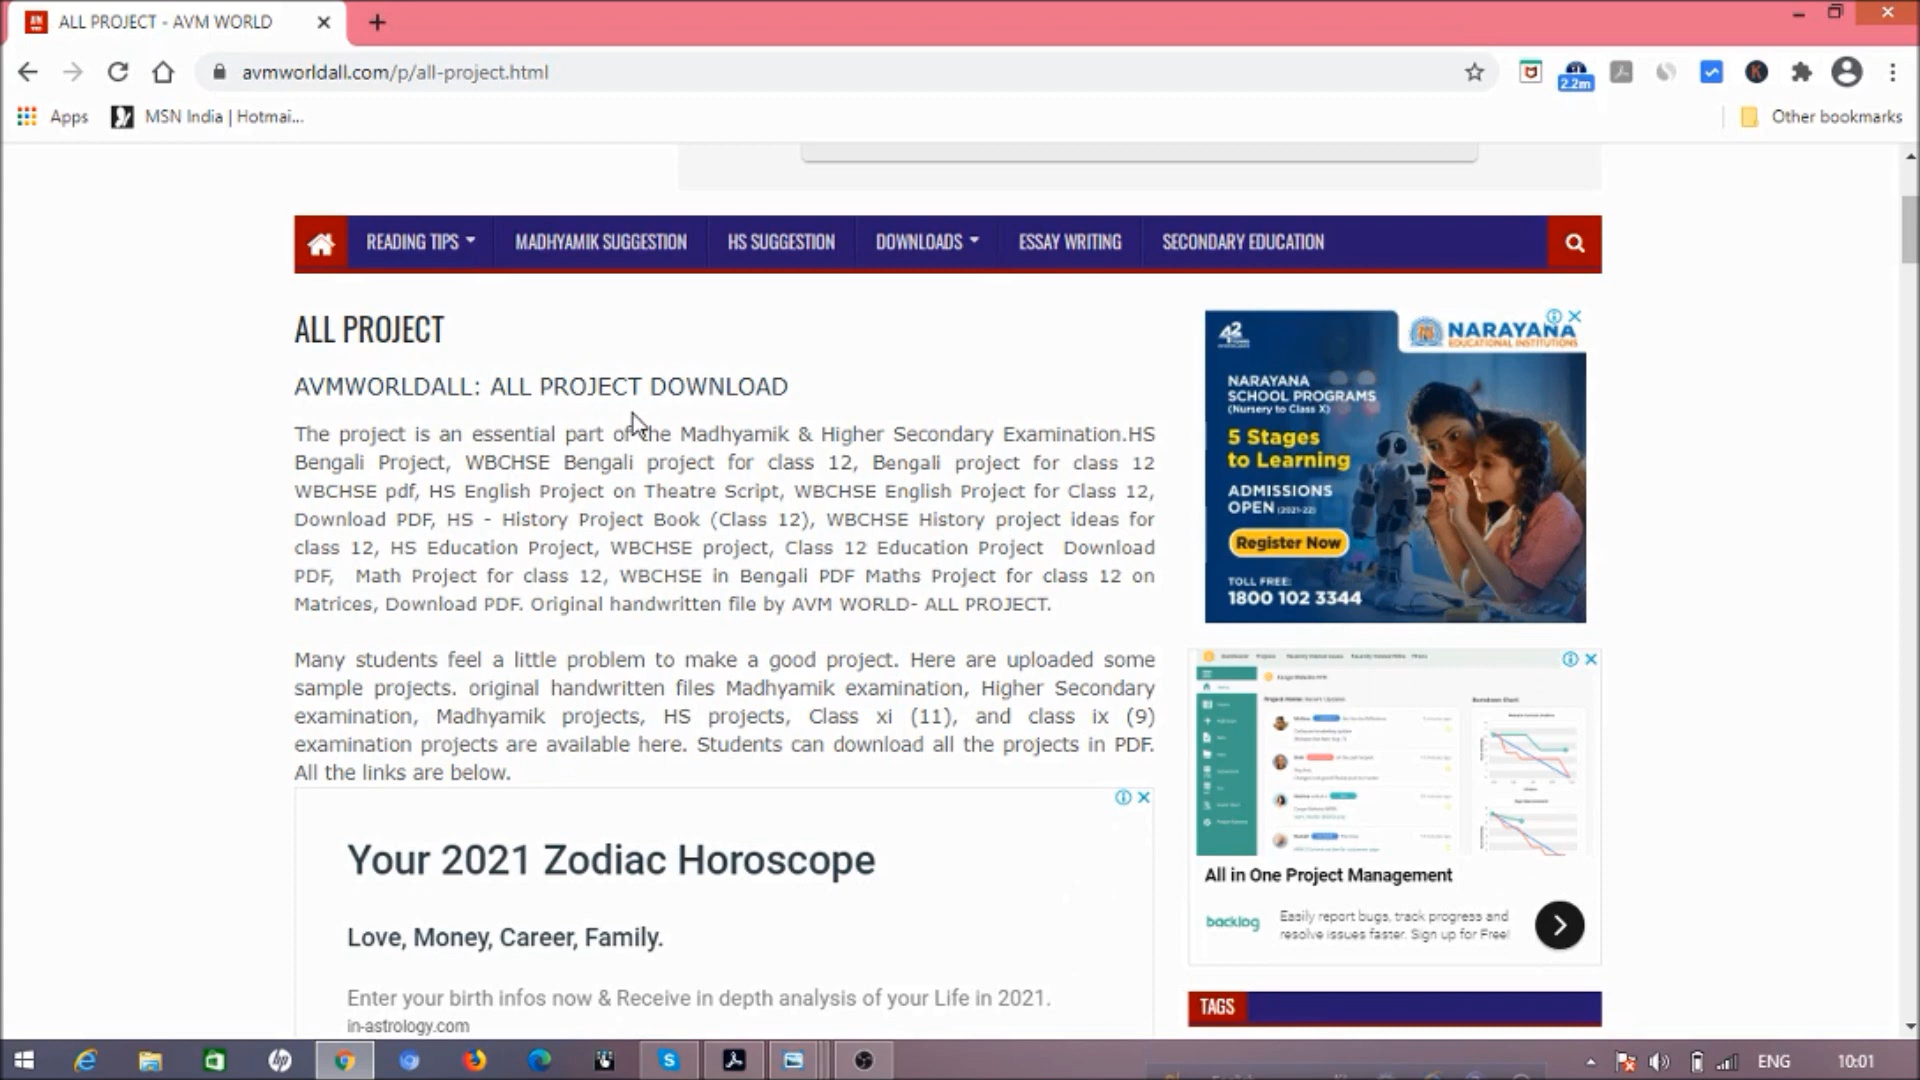 ALL PROJECT - AVM WORLD
avmworldall.com/p/all-project.html
2.2m
Apps
MSN India | Hotmai...
Other bookmarks
READING TIPS
MADHYAMIK SUGGESTION
HS SUGGESTION
DOWNLOADS
ESSAY WRITING
SECONDARY EDUCATION
ALL PROJECT
AVMWORLDALL: ALL PROJECT DOWNLOAD
The project is an essential part of the Madhyamik & Higher Secondary Examination.HS
Bengali Project, WBCHSE Bengali project for class 12, Bengali project for class 12
WBCHSE pdf, HS English Project on Theatre Script, WBCHSE English Project for Class 12,
Download PDF, HS - History Project Book (Class 12), WBCHSE History project ideas for
class 12, HS Education Project, WBCHSE project, Class 12 Education Project Download
PDF, Math Project for class 12, WBCHSE in Bengali PDF Maths Project for class 12 on
Matrices, Download PDF. Original handwritten file by AVM WORLD- ALL PROJECT.
Many students feel a little problem to make a good project. Here are uploaded some
sample projects. original handwritten files Madhyamik examination, Higher Secondary
examination, Madhyamik projects, HS projects, Class xi (11), and class ix (9)
examination projects are available here. Students can download all the projects in PDF.
All the links are below.
Your 2021 Zodiac Horoscope
Love, Money, Career, Family.
Enter your birth infos now & Receive in depth analysis of your Life in 2021.
in-astrology.com
42
NARAYANA
EDUCATIONAL INSTITUTIONS
NARAYANA
SCHOOL PROGRAMS
(Nursery to Class X)
5 Stages
to Learning
ADMISSIONS
OPEN (2021-22)
Register Now
TOLL FREE:
1800 102 3344
All in One Project Management
backlog
Easily report bugs, track progress and
resolve issues faster. Sign up for Free!
TAGS
ENG
10:01